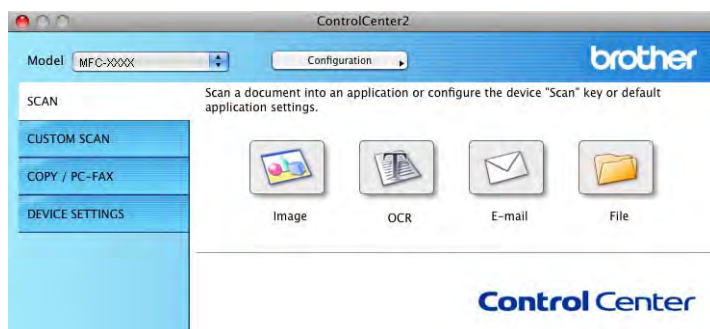 ControlCenter2
Model MFC-XXXX Configuration brother
SCAN
Scan a document into an application or configure the device "Scan" key or default
application settings.
CUSTOM SCAN
COPY / PC-FAX
DEVICE SETTINGS
Image OCR E-mail File
Control Center